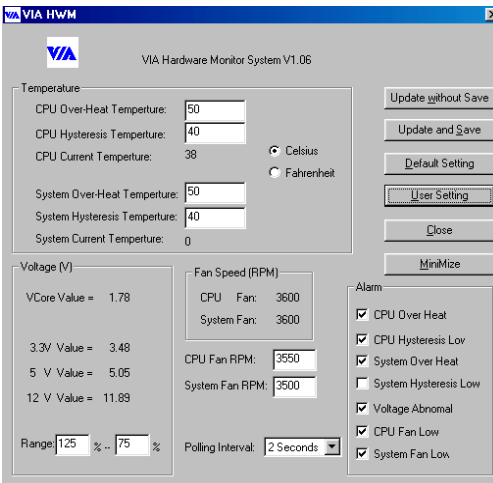 VIA HWM
VIA
VIA Hardware Monitor System V1.06
Temperature
CPU Over-Heat Temperture: 50
CPU Hysteresis Temperture: 40
CPU Current Temperture: 38
Celsius
Fahrenheit
System Over-Heat Temperture: 50
System Hysteresis Temperture: 40
System Current Temperture: 0
Update without Save
Update and Save
Default Setting
User Setting
Close
MiniMize
Voltage (V)
VCore Value = 1.78
3.3V Value = 3.48
5 V Value = 5.05
12 V Value = 11.89
Range: 125 % .. 75 %
Fan Speed (RPM)
CPU Fan: 3600
System Fan: 3600
CPU Fan RPM: 3550
System Fan RPM: 3500
Polling Interval: 2 Seconds
Alarm
CPU Over Heat
CPU Hysteresis Lov
System Over Heat
System Hysteresis Low
Voltage Abnomal
CPU Fan Low
System Fan Low